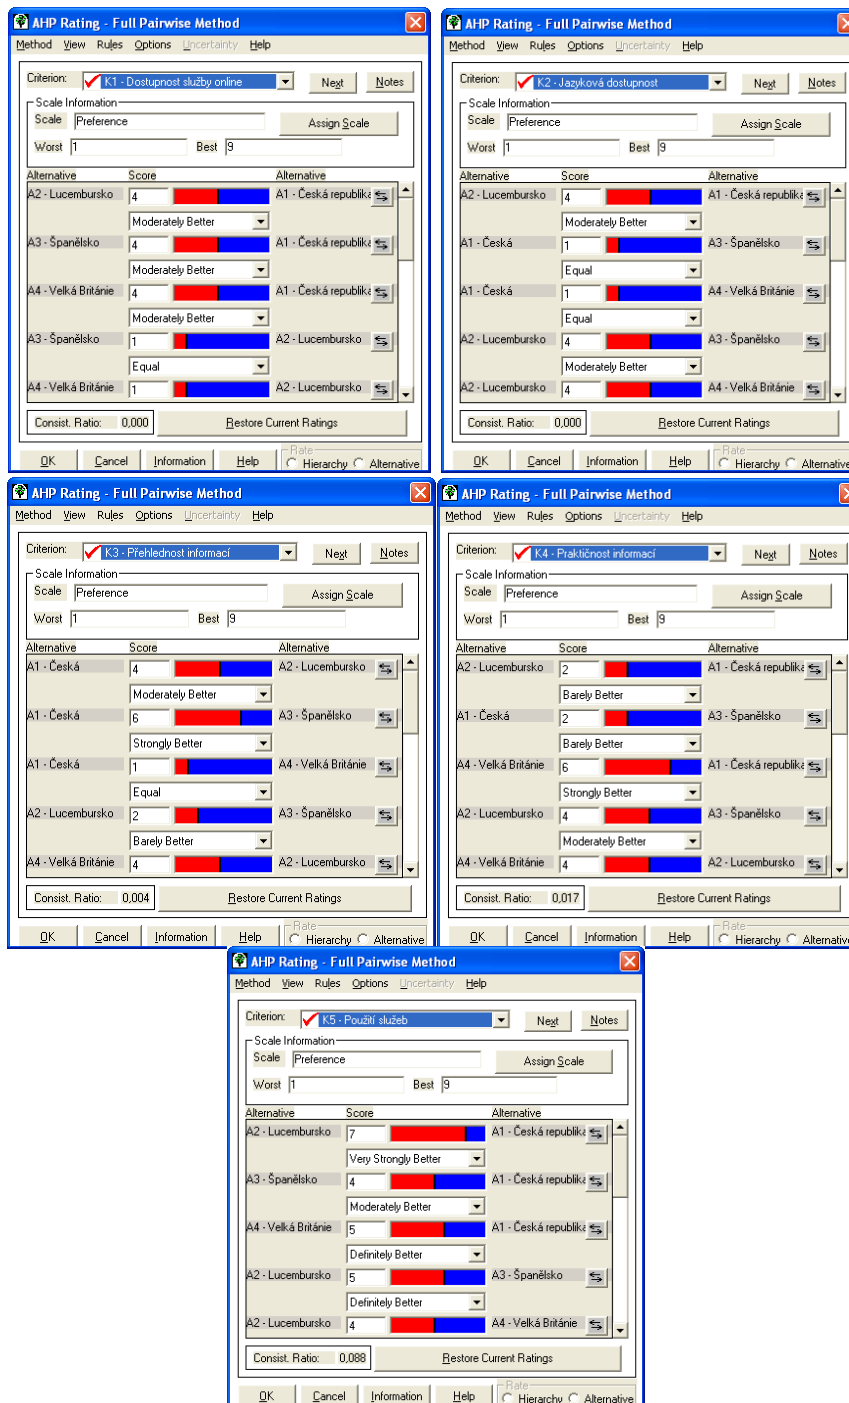 AHP Rating - Full Pairwise Method
Method View Rules Options Uncertainty Help
Criterion: K1 - Dostupnost služby online Next Notes
Scale Information
Scale Preference Assign Scale
Worst 1 Best 9
Alternative Score Alternative
A2 - Lucembursko 4 A1 - Česká republika
Moderately Better
A3 - Španělsko 4 A1 - Česká republika
Moderately Better
A4 - Velká Británie 4 A1 - Česká republika
Moderately Better
A3 - Španělsko 1 A2 - Lucembursko
Equal
A4 - Velká Británie 1 A2 - Lucembursko
Consist. Ratio: 0,000 Restore Current Ratings
OK Cancel Information Help Rate Hierarchy Alternative
AHP Rating - Full Pairwise Method
Method View Rules Options Uncertainty Help
Criterion: K2 - Jazyková dostupnost Next Notes
Scale Information
Scale Preference Assign Scale
Worst 1 Best 9
Alternative Score Alternative
A2 - Lucembursko 4 A1 - Česká republika
Moderately Better
A1 - Česká 1 A3 - Španělsko
Equal
A1 - Česká 1 A4 - Velká Británie
Equal
A2 - Lucembursko 4 A3 - Španělsko
Moderately Better
A2 - Lucembursko 4 A4 - Velká Británie
Consist. Ratio: 0,000 Restore Current Ratings
OK Cancel Information Help Rate Hierarchy Alternative
AHP Rating - Full Pairwise Method
Method View Rules Options Uncertainty Help
Criterion: K3 - Přehlednost informací Next Notes
Scale Information
Scale Preference Assign Scale
Worst 1 Best 9
Alternative Score Alternative
A1 - Česká 4 A2 - Lucembursko
Moderately Better
A1 - Česká 6 A3 - Španělsko
Strongly Better
A1 - Česká 1 A4 - Velká Británie
Equal
A2 - Lucembursko 2 A3 - Španělsko
Barely Better
A4 - Velká Británie 4 A2 - Lucembursko
Consist. Ratio: 0,004 Restore Current Ratings
OK Cancel Information Help Rate Hierarchy Alternative
AHP Rating - Full Pairwise Method
Method View Rules Options Uncertainty Help
Criterion: K4 - Praktičnost informací Next Notes
Scale Information
Scale Preference Assign Scale
Worst 1 Best 9
Alternative Score Alternative
A2 - Lucembursko 2 A1 - Česká republika
Barely Better
A1 - Česká 2 A3 - Španělsko
Barely Better
A4 - Velká Británie 6 A1 - Česká republika
Strongly Better
A2 - Lucembursko 4 A3 - Španělsko
Moderately Better
A4 - Velká Británie 4 A2 - Lucembursko
Consist. Ratio: 0,017 Restore Current Ratings
OK Cancel Information Help Rate Hierarchy Alternative
AHP Rating - Full Pairwise Method
Method View Rules Options Uncertainty Help
Criterion: K5 - Použití služeb Next Notes
Scale Information
Scale Preference Assign Scale
Worst 1 Best 9
Alternative Score Alternative
A2 - Lucembursko 7 A1 - Česká republika
Very Strongly Better
A3 - Španělsko 4 A1 - Česká republika
Moderately Better
A4 - Velká Británie 5 A1 - Česká republika
Definitely Better
A2 - Lucembursko 5 A3 - Španělsko
Definitely Better
A2 - Lucembursko 4 A4 - Velká Británie
Consist. Ratio: 0,088 Restore Current Ratings
OK Cancel Information Help Rate Hierarchy Alternative